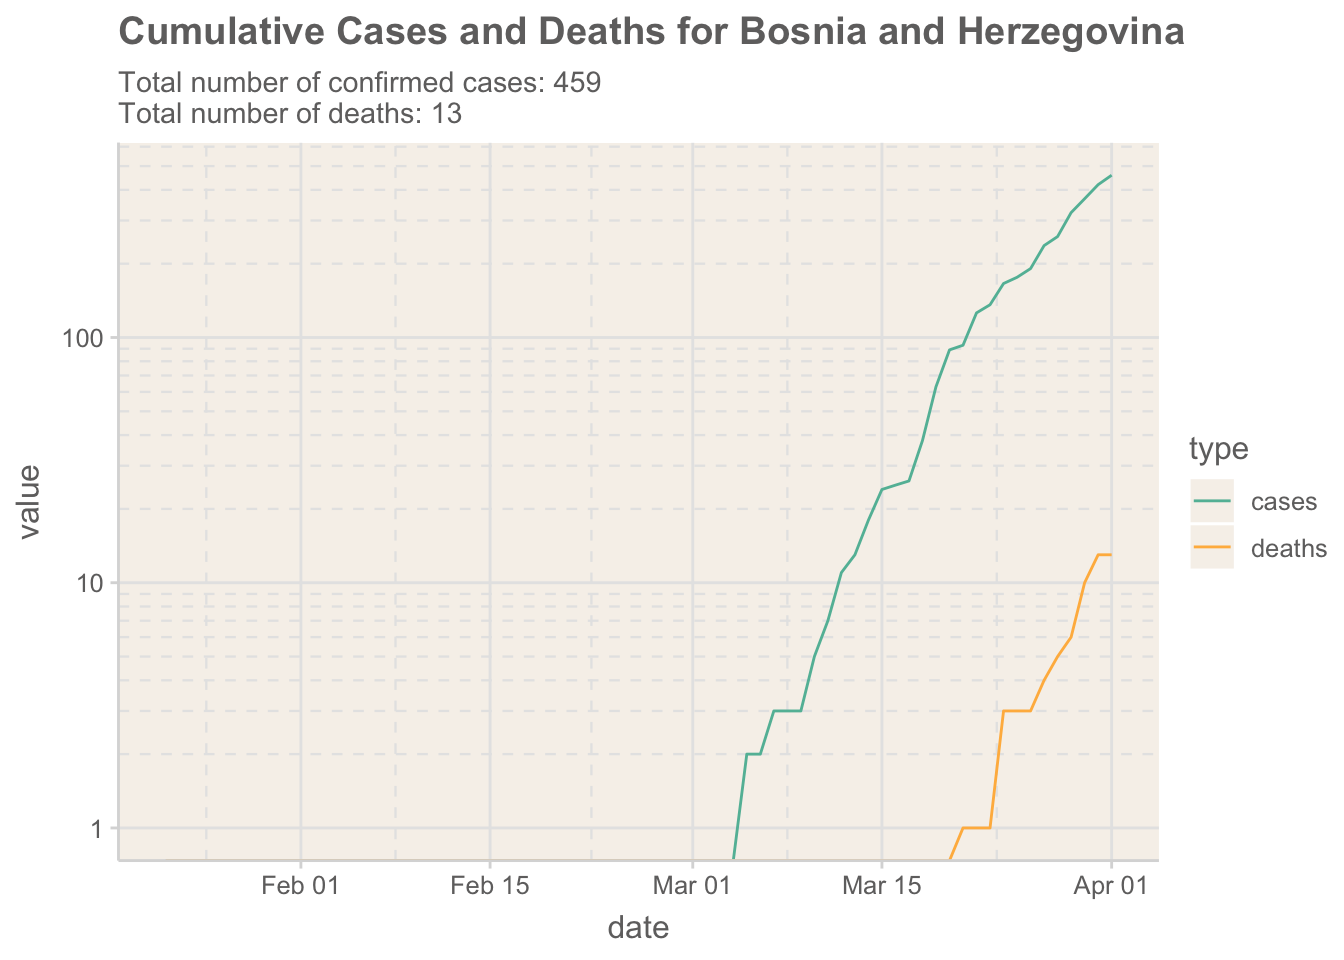 Cumulative Cases and Deaths for Bosnia and Herzegovina
Total number of confirmed cases: 459
Total number of deaths: 13
100
10
1
value
Feb 01
Feb 15
Mar 01
Mar 15
Apr 01
date
type
cases
deaths